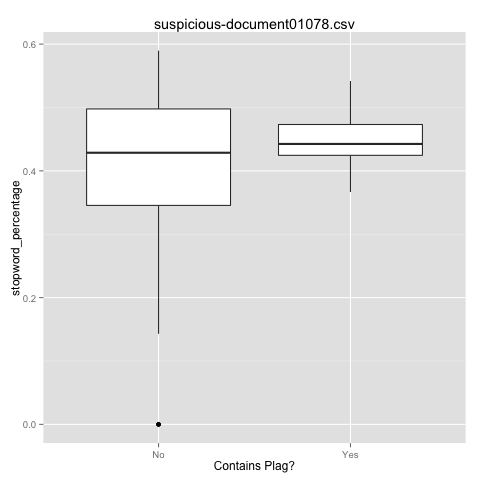 suspicious-document01078.csv
0.6
0.4
0.2
0.0
stopword_percentage
No
Yes
Contains Plag?